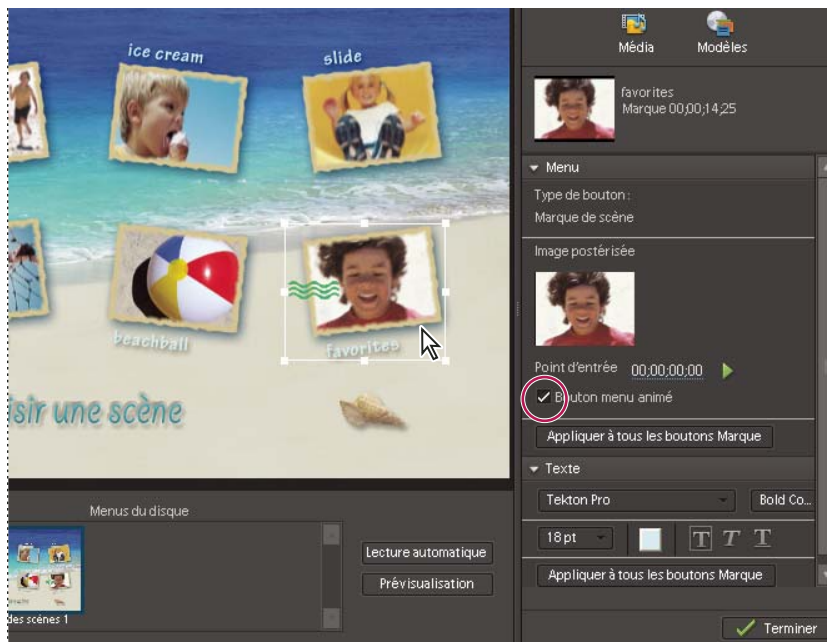 ice cream
slide
beachball
favorites
isir une scène
Menus du disque
des scènes 1
Lecture automatique
Prévisualisation
Média
Modèles
favorites
Marque 00;00;14;25
Menu
Type de bouton :
Marque de scène
Image postérisée
Point d'entrée 00;00;00;00
Bouton menu animé
Appliquer à tous les boutons Marque
Texte
Tekton Pro
Bold Co...
18 pt
T T T
Appliquer à tous les boutons Marque
Terminer